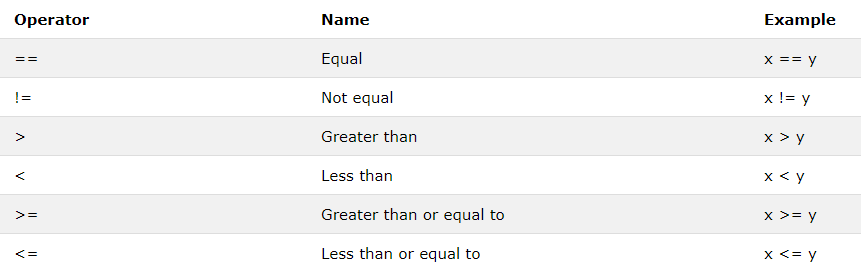 Operator Name Example
== Equal x == y
!= Not equal x != y
> Greater than x > y
< Less than x < y
>= Greater than or equal to x >= y
<= Less than or equal to x <= y